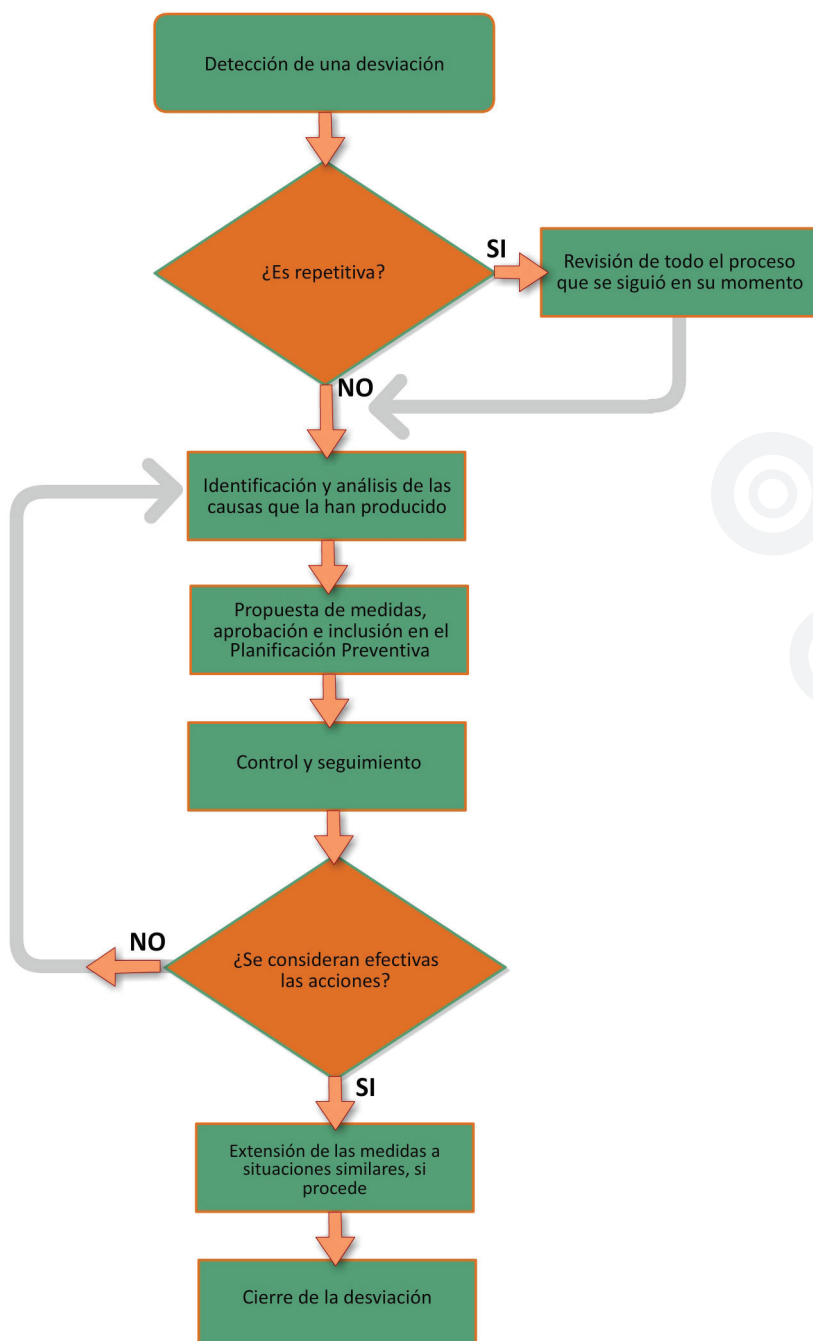 Detección de una desviación
¿Es repetitiva?
SI
Revisión de todo el proceso
que se siguió en su momento
NO
Identificación y análisis de las
causas que la han producido
Propuesta de medidas,
aprobación e inclusión en el
Planificación Preventiva
Control y seguimiento
¿Se consideran efectivas
las acciones?
NO
SI
Extensión de las medidas a
situaciones similares, si
procede
Cierre de la desviación